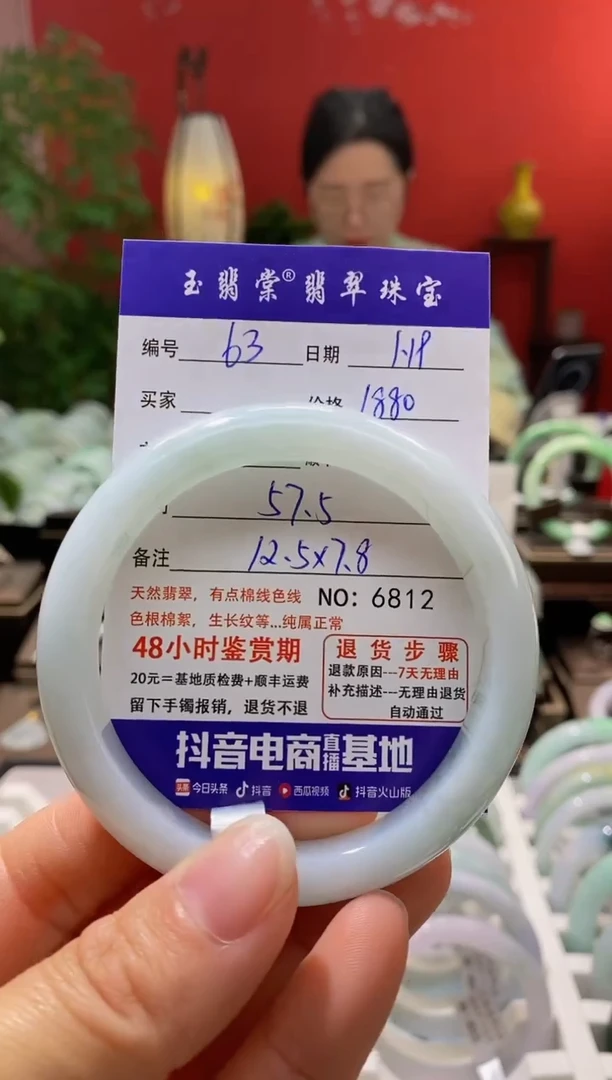 玉翡棠®翡翠珠宝
编号 63 日期 1.19
买家 价格 1880
57.5
备注 12.5×7.8
天然翡翠，有点棉线色线 NO: 6812
色根棉絮，生长纹等...纯属正常
48小时鉴赏期
20元=基地质检费+顺丰运费
留下手镯报销，退货不退
退货步骤
退款原因---7天无理由
补充描述---无理由退货
自动通过
抖音电商直播基地
今日头条 抖音 西瓜视频 抖音火山版